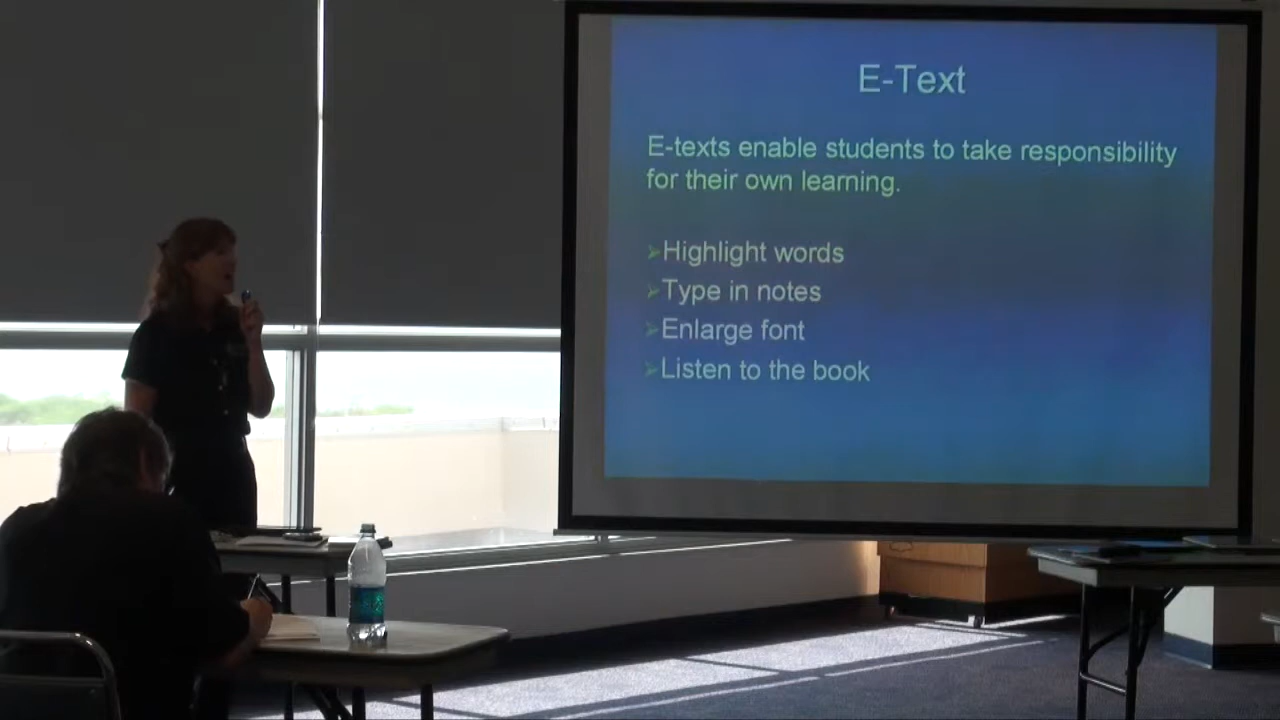 E-Text
E-texts enable students to take responsibility
for their own learning.
➢Highlight words
➢Type in notes
➢Enlarge font
➢Listen to the book